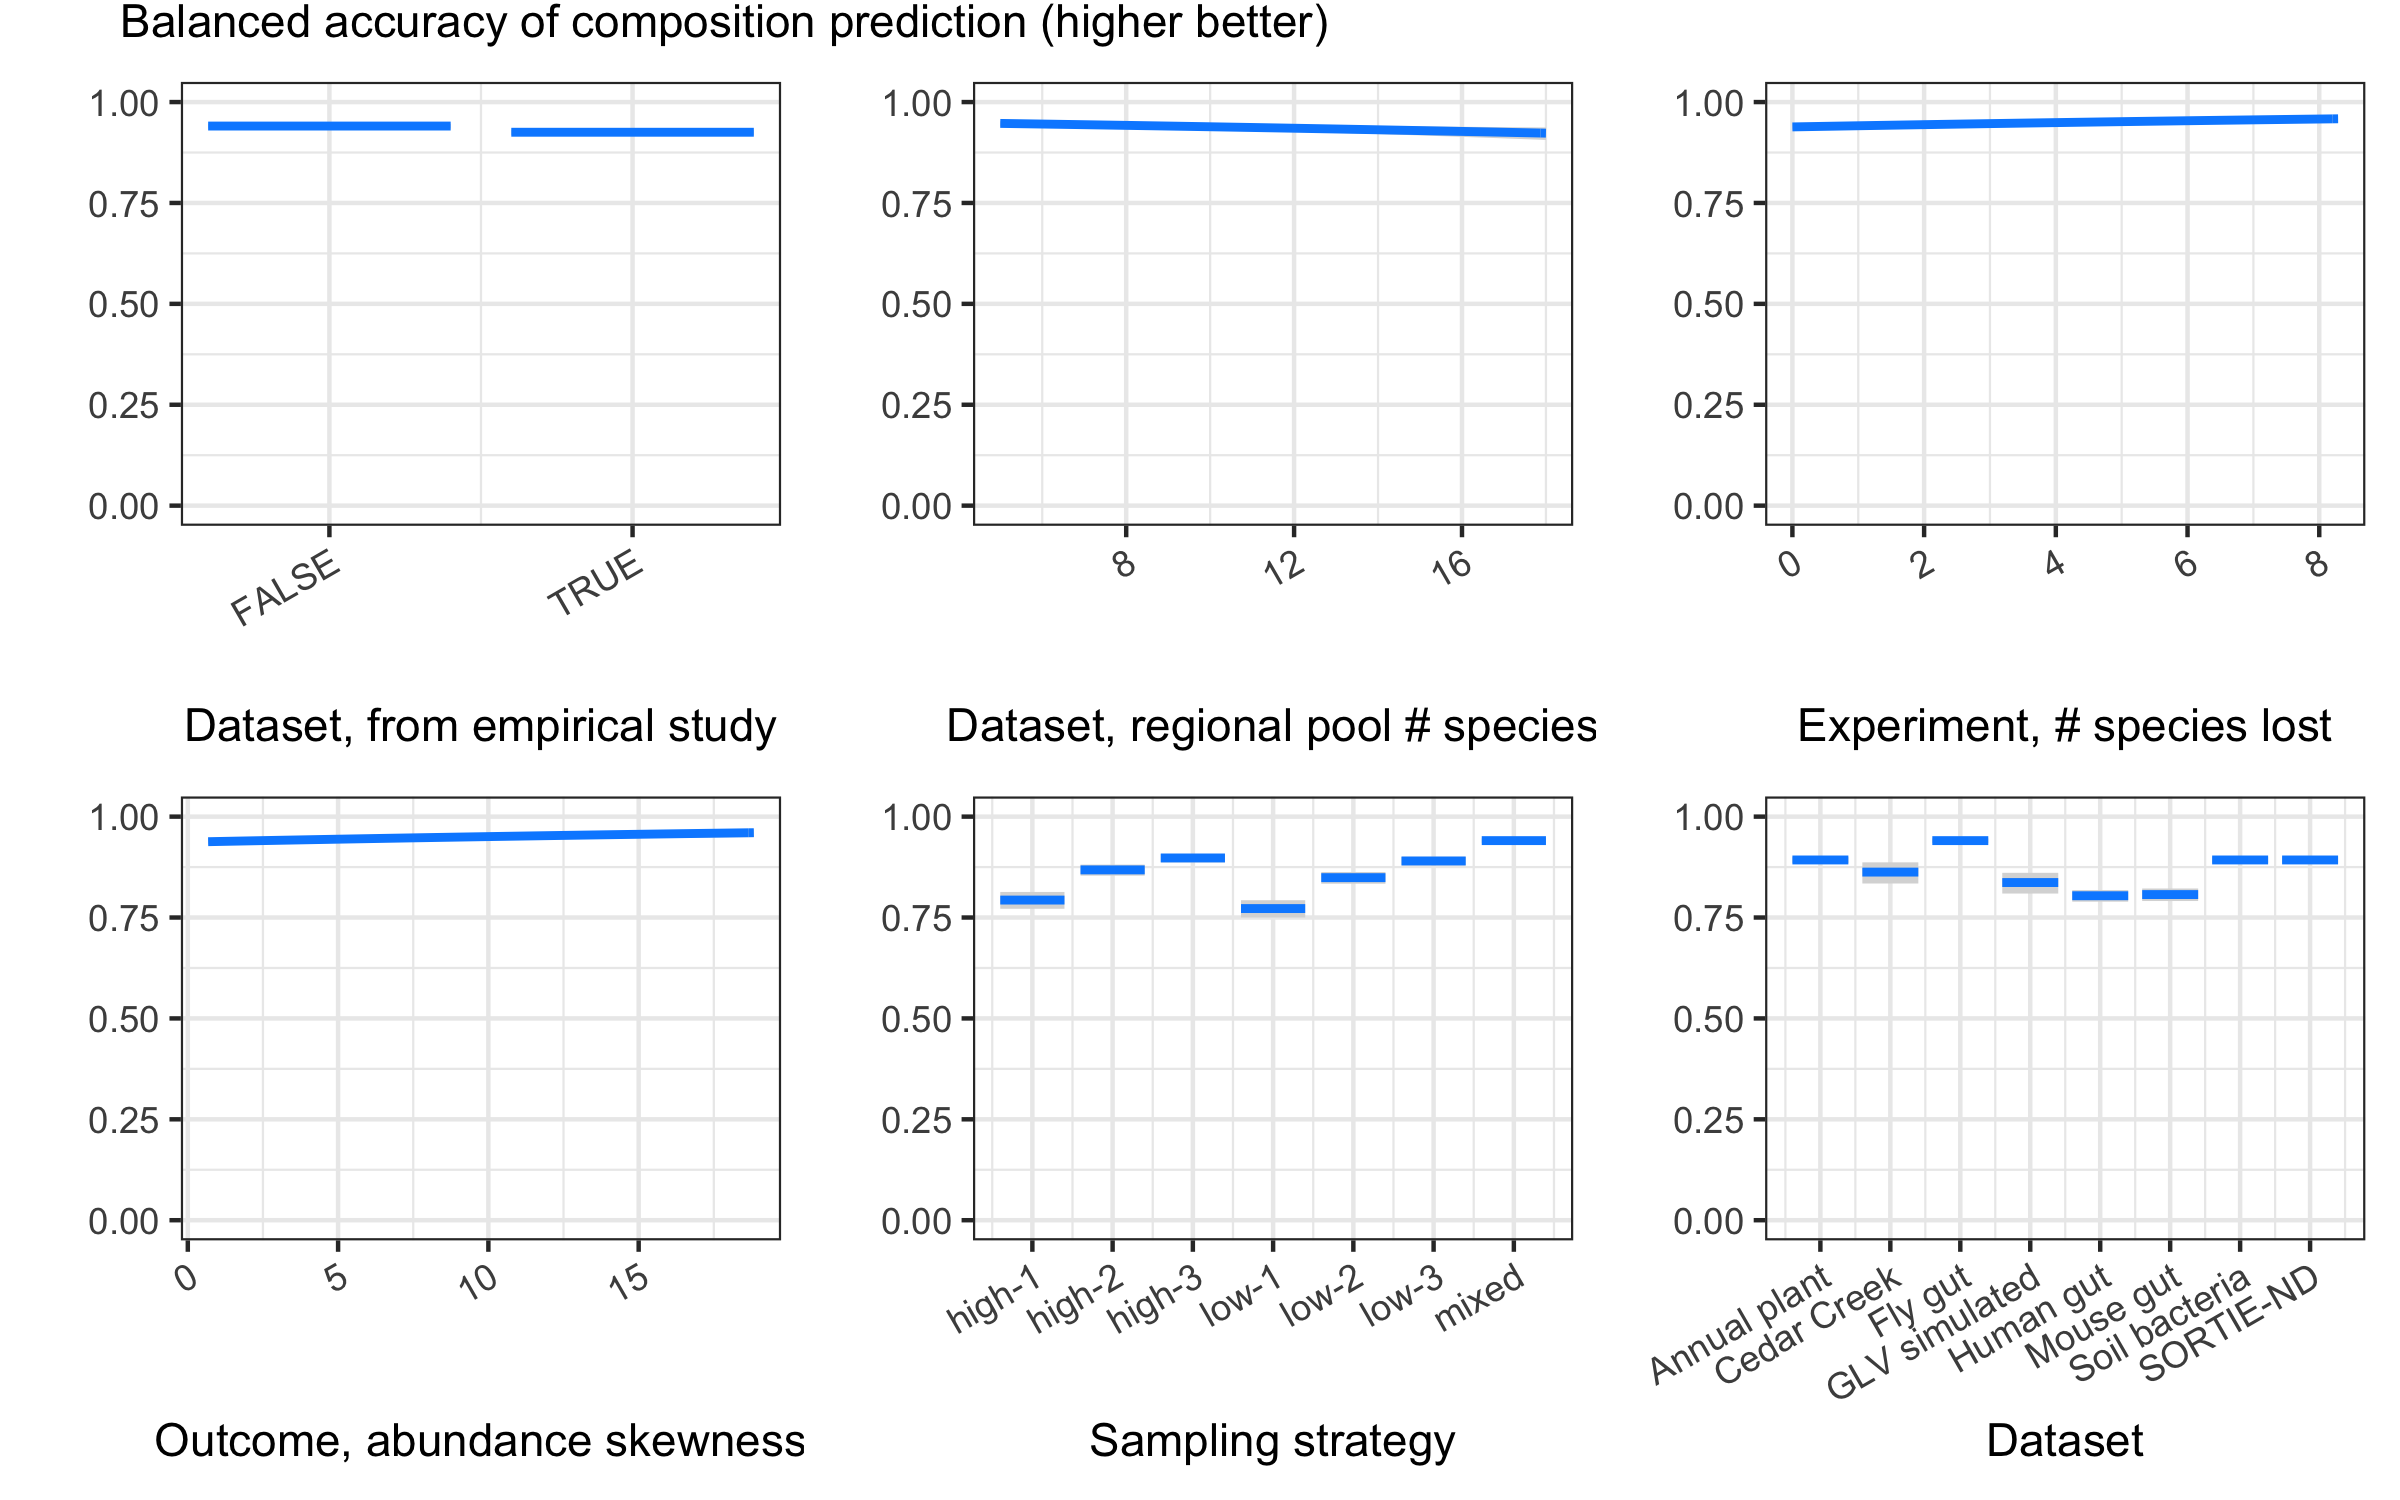 Balanced accuracy of composition prediction (higher better)
1.00
0.75
0.50
0.25
0.00
FALSE
TRUE
Dataset, from empirical study
1.00
0.75
0.50
0.25
0.00
8
12
16
Dataset, regional pool # species
1.00
0.75
0.50
0.25
0.00
0
2
4
6
8
Experiment, # species lost
1.00
0.75
0.50
0.25
0.00
0
5
10
15
Outcome, abundance skewness
1.00
0.75
0.50
0.25
0.00
high-1
high-2
high-3
low-1
low-2
low-3
mixed
Sampling strategy
1.00
0.75
0.50
0.25
0.00
Annual plant
Cedar Creek
Fly gut
GLV simulated
Human gut
Mouse gut
Soil bacteria
SORTIE-ND
Dataset